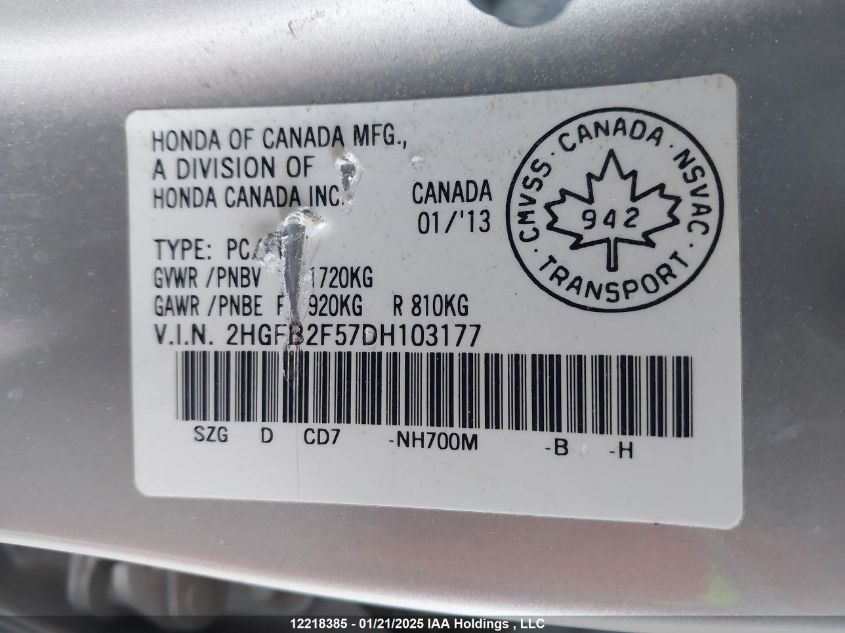 HONDA OF CANADA MFG.,
A DIVISION OF
HONDA CANADA INC.
CANADA
01/'13
CMVSS · CANADA · NSVAC · TRANSPORT ·
942
TYPE: 
GVWR /PNBV 1720KG
GAWR /PNBE F 920KG R 810KG
V.I.N. 2HGFB2F57DH103177
SZG D CD7 -NH700M -B -H
12218385 - 01/21/2025 IAA Holdings , LLC